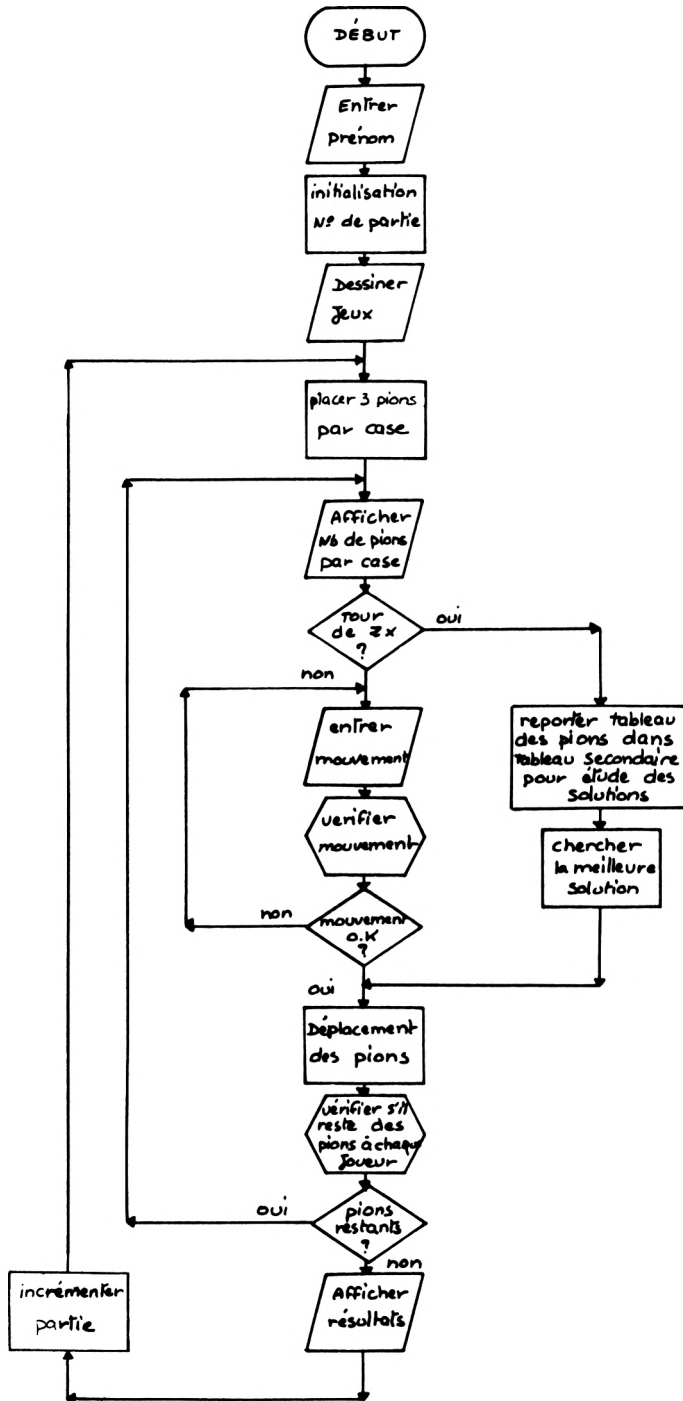 DÉBUT
Entrer
Prénom
initialisation
Nº de partie
Dessiner
Jeux
placer 3 pions
par case
Afficher
Nb de pions
par case
Tour
de ZX
?
oui
non
entrer
mouvement
reporter tableau
des pions dans
tableau secondaire
pour étude des
solutions
verifier
mouvement
chercher
la meilleure
solution
non
mouvement
O.K
?
oui
Déplacement
des pions
vérifier s'il
reste des
pions à chaque
Joueur
oui
pions
restants
?
non
incrémenter
partie
Afficher
résultats